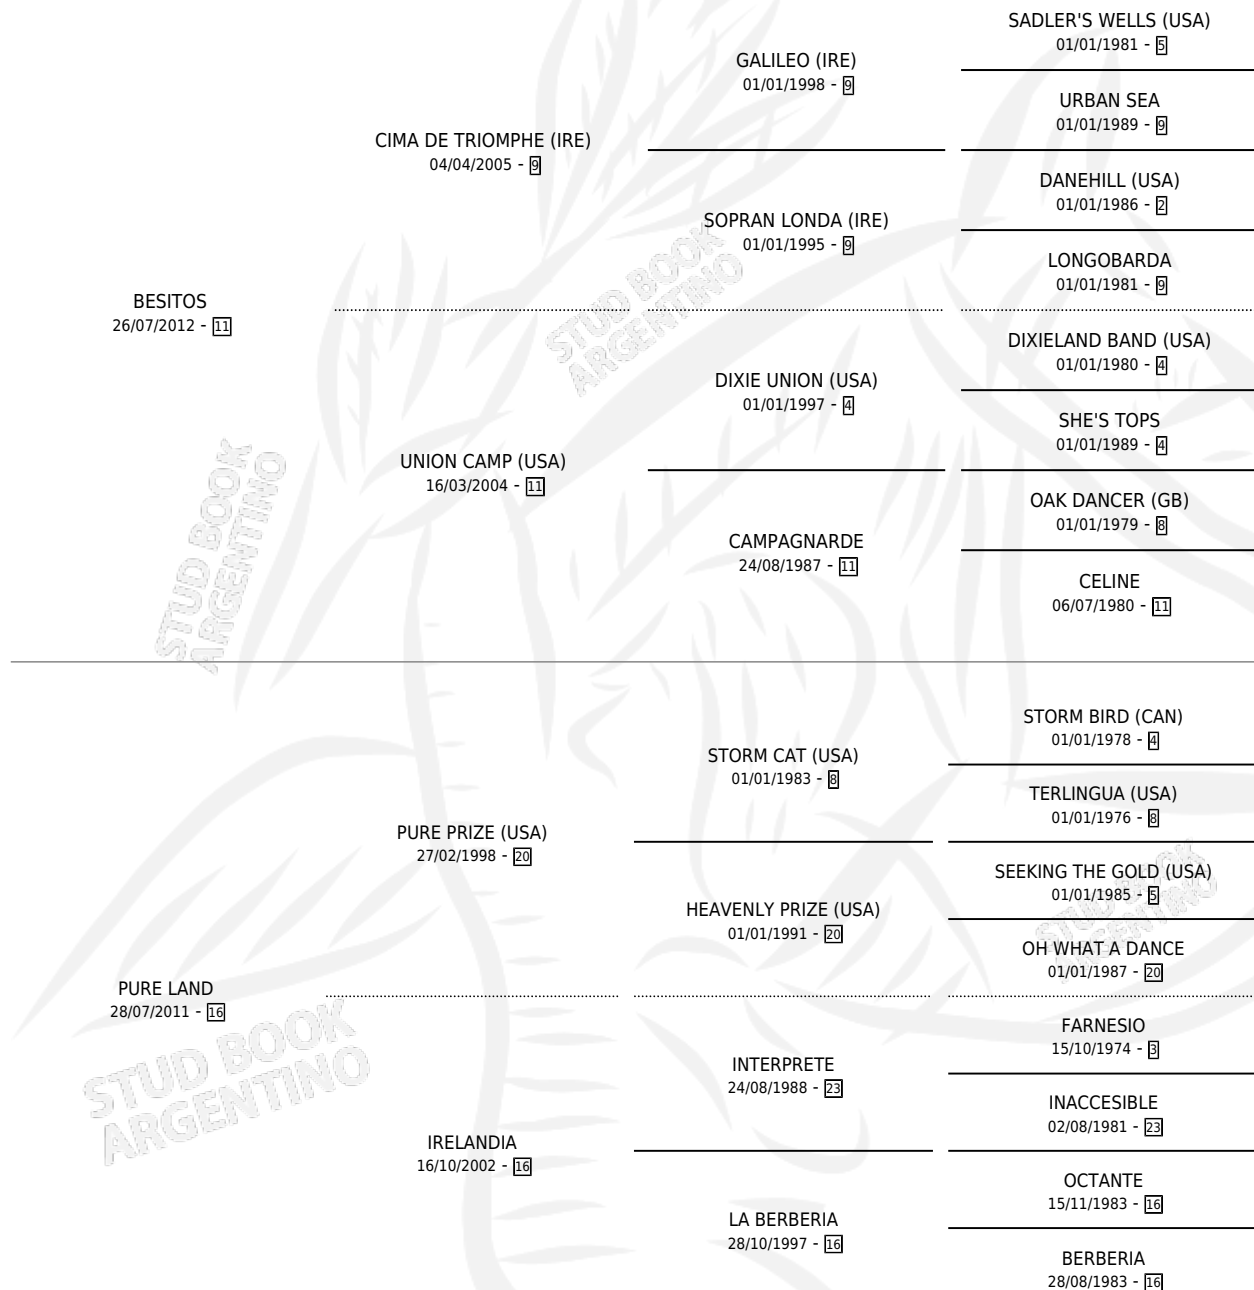 SADLER'S WELLS (USA)
01/01/1981 - 5
GALILEO (IRE)
01/01/1998 - 9
URBAN SEA
01/01/1989 - 9
CIMA DE TRIOMPHE (IRE)
04/04/2005 - 9
DANEHILL (USA)
01/01/1986 - 2
SOPRAN LONDA (IRE)
01/01/1995 - 9
LONGOBARDA
01/01/1981 - 9
BESITOS
26/07/2012 - 11
DIXIELAND BAND (USA)
01/01/1980 - 4
DIXIE UNION (USA)
01/01/1997 - 4
SHE'S TOPS
01/01/1989 - 4
UNION CAMP (USA)
16/03/2004 - 11
OAK DANCER (GB)
01/01/1979 - 8
CAMPAGNARDE
24/08/1987 - 11
CELINE
06/07/1980 - 11
STORM BIRD (CAN)
01/01/1978 - 4
STORM CAT (USA)
01/01/1983 - 8
TERLINGUA (USA)
01/01/1976 - 8
PURE PRIZE (USA)
27/02/1998 - 20
SEEKING THE GOLD (USA)
01/01/1985 - 5
HEAVENLY PRIZE (USA)
01/01/1991 - 20
OH WHAT A DANCE
01/01/1987 - 20
PURE LAND
28/07/2011 - 16
FARNESIO
15/10/1974 - 3
INTERPRETE
24/08/1988 - 23
INACCESIBLE
02/08/1981 - 23
IRELANDIA
16/10/2002 - 16
OCTANTE
15/11/1983 - 16
LA BERBERIA
28/10/1997 - 16
BERBERIA
28/08/1983 - 16
STUD BOOK
ARGENTINO
STUD BOOK
ARGENTINO
STUD BOOK
ARGENTINO
STUD BOOK
ARGENTINO